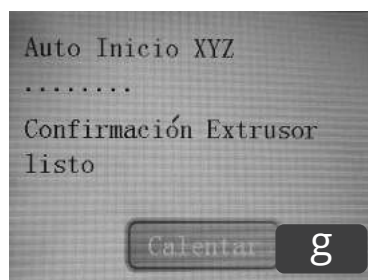 Auto Inicio XYZ
........
Confirmación Extrusor
listo
Calentar
g